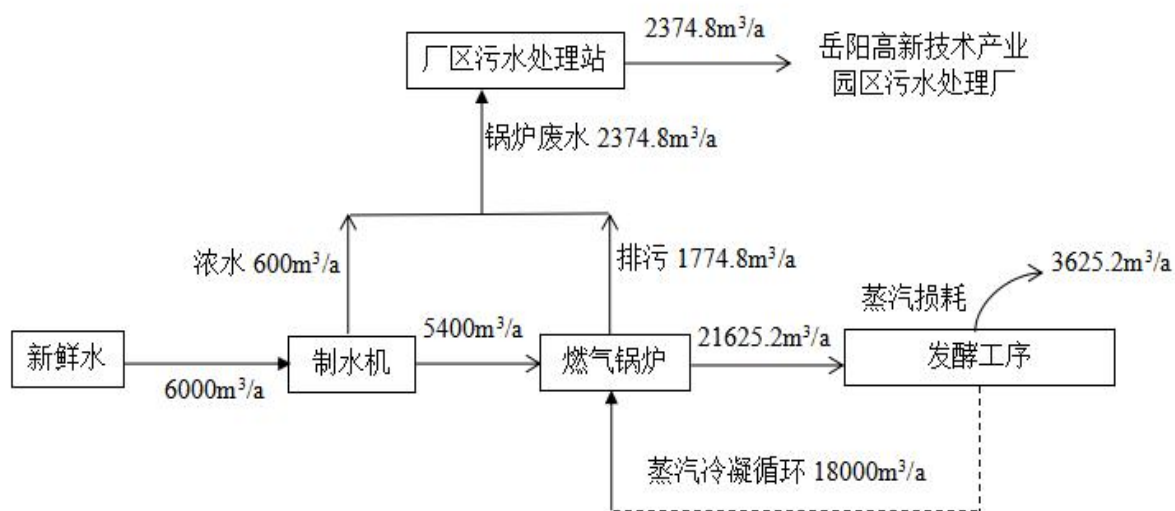 2374.8m³/a
厂区污水处理站
岳阳高新技术产业
园区污水处理厂
锅炉废水 2374.8m³/a
浓水 600m³/a
排污 1774.8m³/a
3625.2m³/a
蒸汽损耗
5400m³/a
21625.2m³/a
新鲜水
制水机
燃气锅炉
发酵工序
6000m³/a
蒸汽冷凝循环 18000m³/a